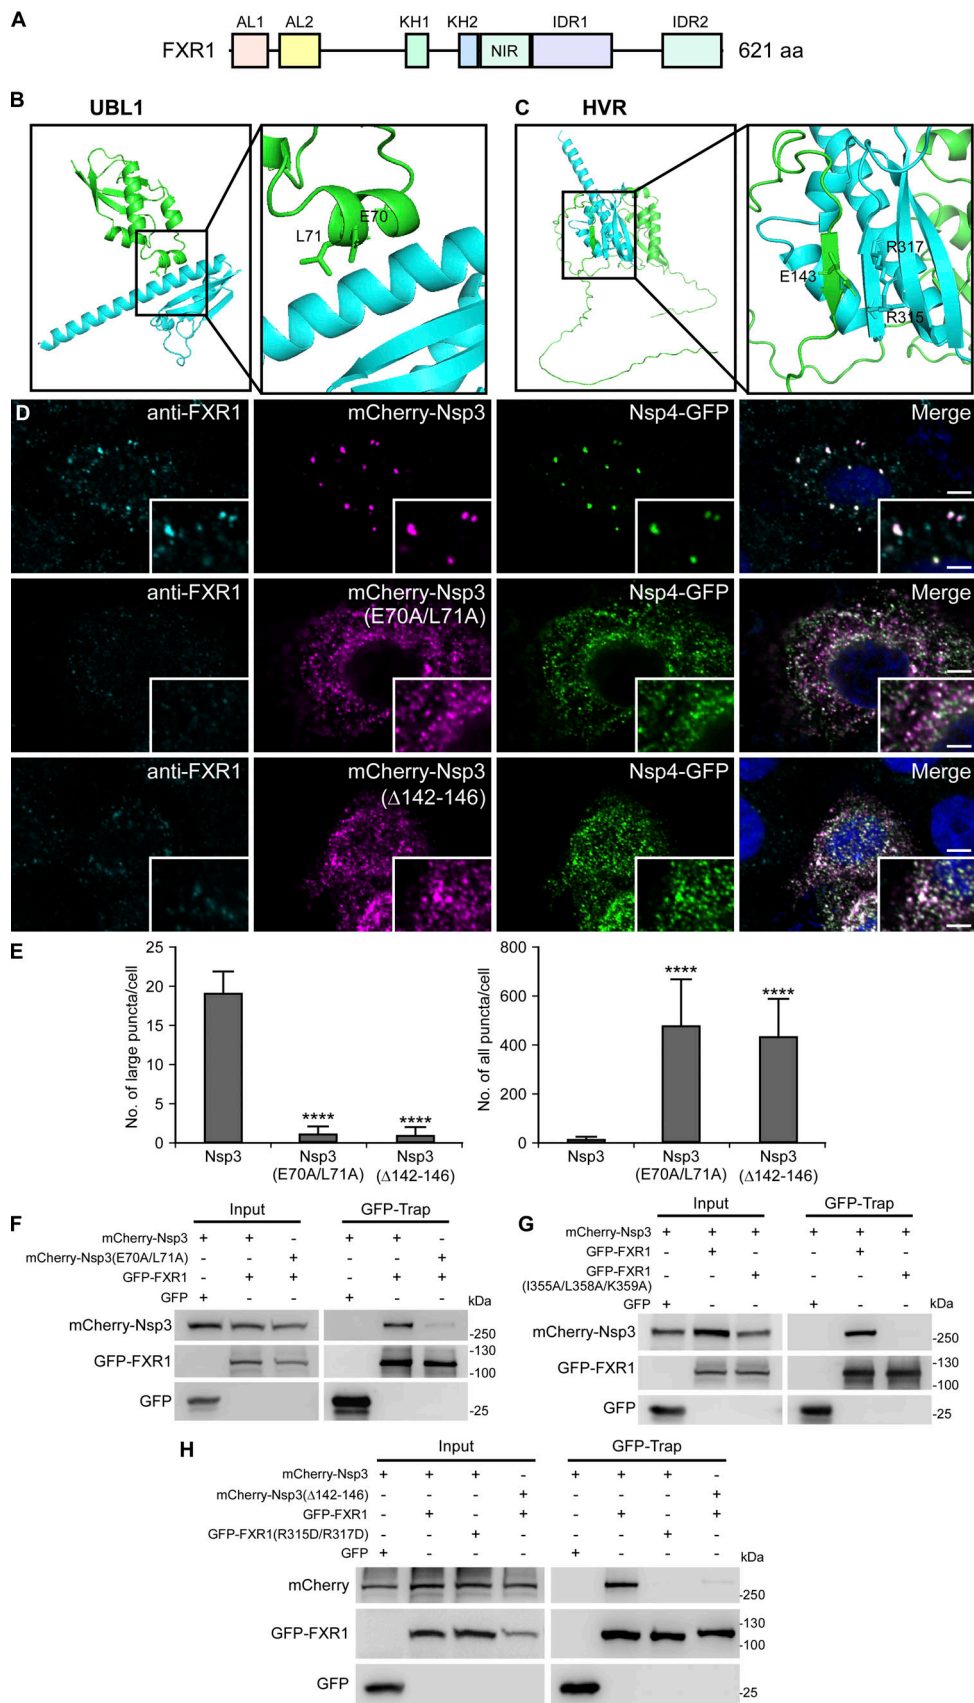 A
AL1 AL2 KH1 KH2 IDR1 IDR2
FXR1 NIR 621 aa
B UBL1
E70
L71
C HVR
R317
E143
R315
D anti-FXR1 mCherry-Nsp3 Nsp4-GFP Merge
anti-FXR1 mCherry-Nsp3 Nsp4-GFP Merge
(E70A/L71A)
anti-FXR1 mCherry-Nsp3 Nsp4-GFP Merge
(Δ142-146)
E
No. of large puncta/cell
25
20
15
10
5
0
**** ****
Nsp3 Nsp3 Nsp3
(E70A/L71A) (Δ142-146)
No. of all puncta/cell
800
600
400
200
0
**** ****
Nsp3 Nsp3 Nsp3
(E70A/L71A) (Δ142-146)
F Input GFP-Trap
mCherry-Nsp3 + + - + + -
mCherry-Nsp3(E70A/L71A) - - + - - +
GFP-FXR1 - + + - + +
GFP + - - + - - kDa
mCherry-Nsp3 -250
GFP-FXR1 -130
-100
GFP -25
G Input GFP-Trap
mCherry-Nsp3 + + + + + +
GFP-FXR1 - + - - + -
GFP-FXR1 - - + - - +
(I355A/L358A/K359A)
GFP + - - + - - kDa
mCherry-Nsp3 -250
GFP-FXR1 -130
-100
GFP -25
H Input GFP-Trap
mCherry-Nsp3 + + + - + + + -
mCherry-Nsp3(Δ142-146) - - - + - - - +
GFP-FXR1 - + - + - + - +
GFP-FXR1(R315D/R317D) - - + - - - + -
GFP + - - - + - - - kDa
mCherry -250
GFP-FXR1 -130
-100
GFP -25